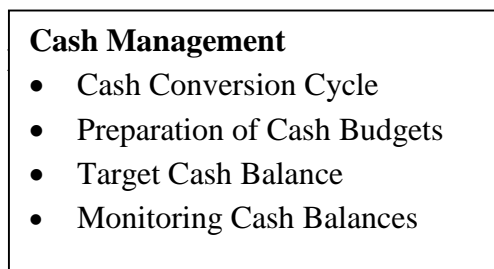 Cash Management
• Cash Conversion Cycle
• Preparation of Cash Budgets
• Target Cash Balance
• Monitoring Cash Balances